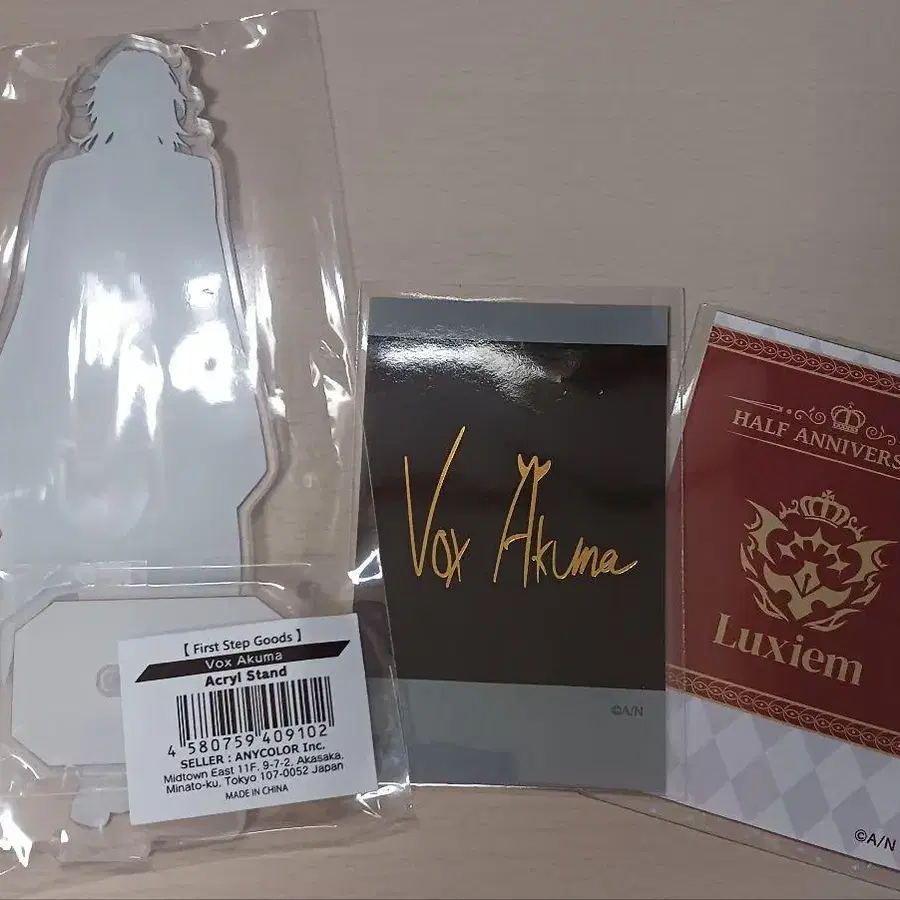 【 First Step Goods 】
Vox Akuma
Acryl Stand
4 580759 409102
SELLER : ANYCOLOR Inc.
Midtown East 11F, 9-7-2, Akasaka,
Minato-ku, Tokyo 107-0052 Japan
MADE IN CHINA
Vox Akuma
©A/N
HALF ANNIVERS
Luxiem
©A/N